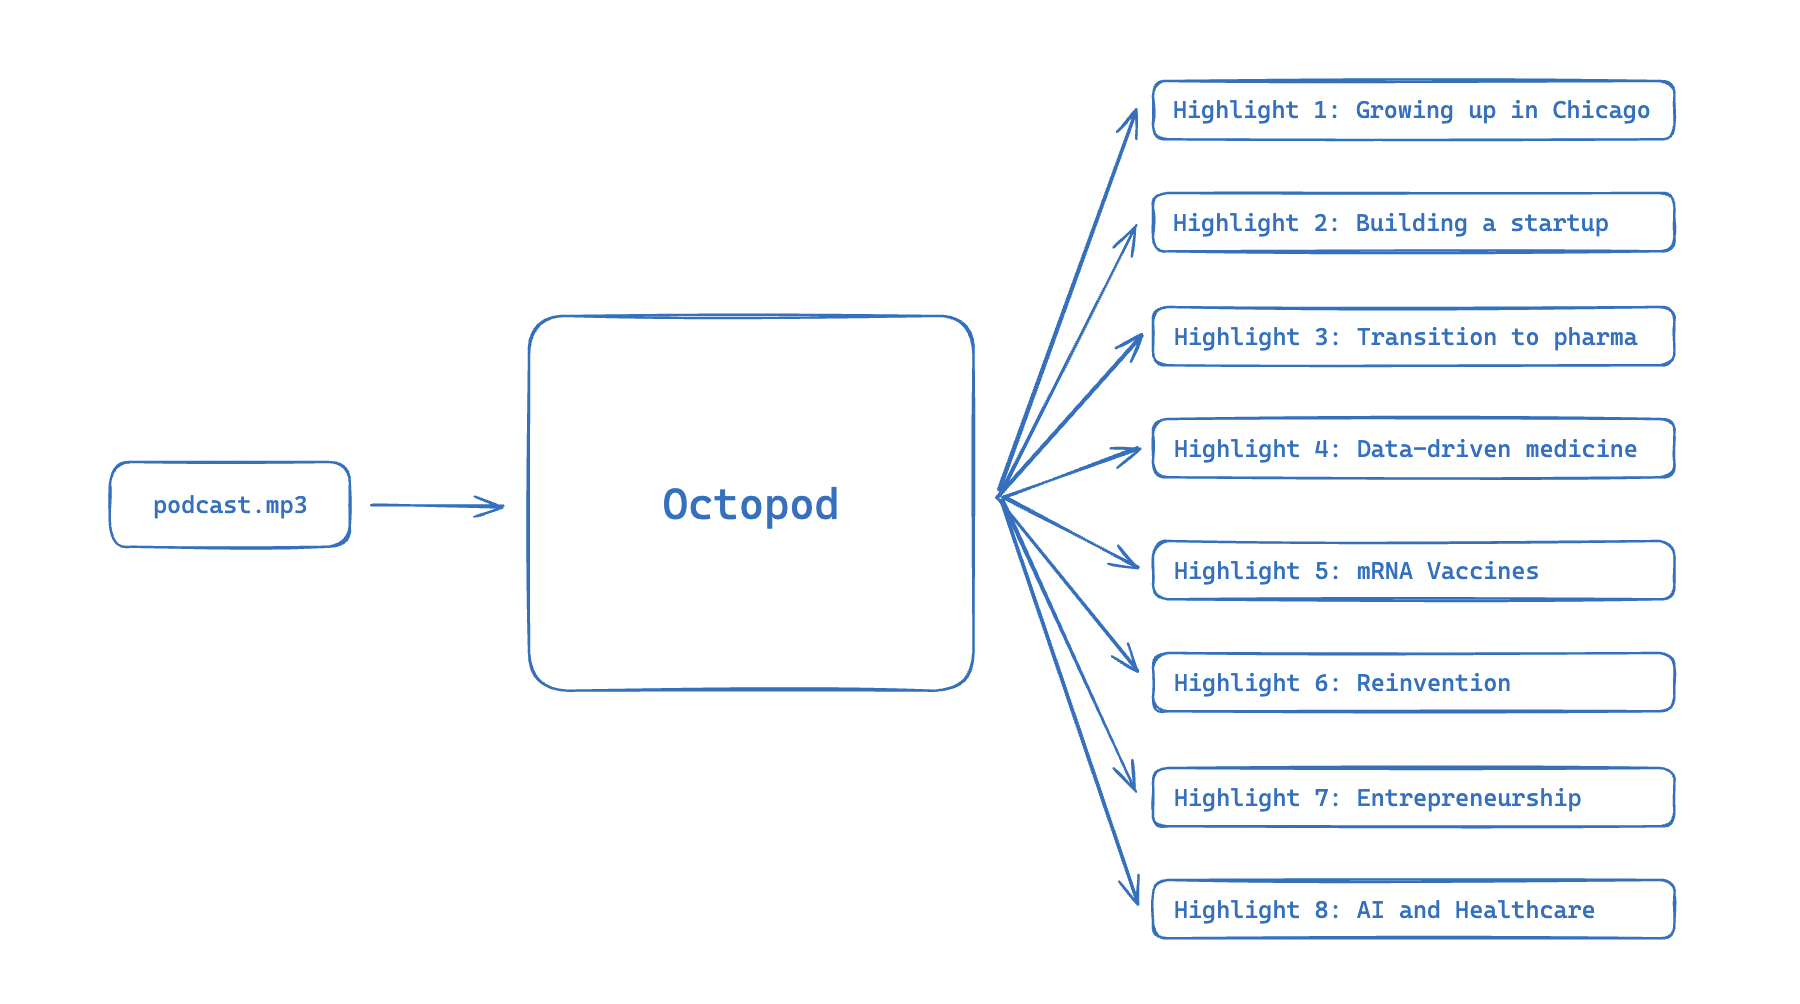 podcast.mp3
Octopod
Highlight 1: Growing up in Chicago
Highlight 2: Building a startup
Highlight 3: Transition to pharma
Highlight 4: Data-driven medicine
Highlight 5: mRNA Vaccines
Highlight 6: Reinvention
Highlight 7: Entrepreneurship
Highlight 8: AI and Healthcare